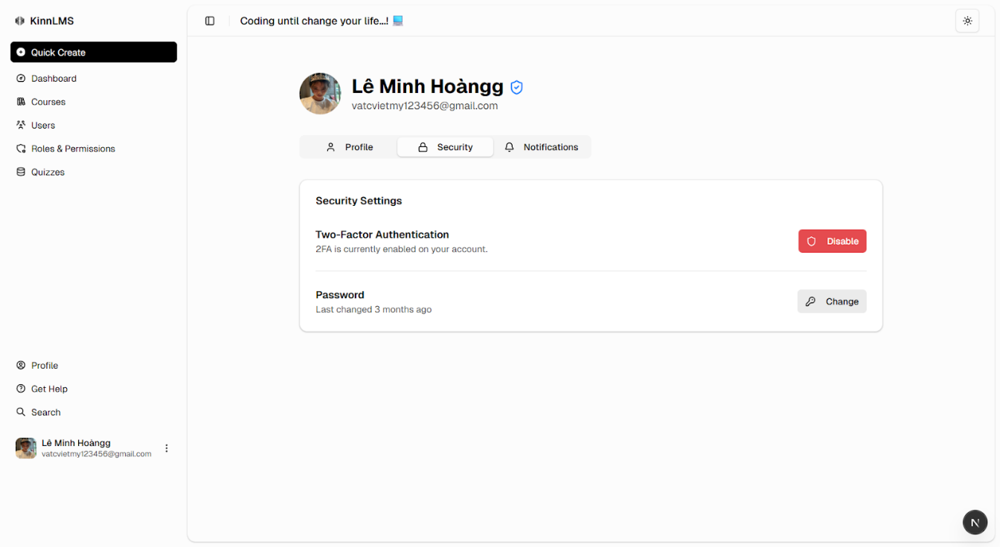 KinnLMS
Quick Create
Dashboard
Courses
Users
Roles & Permissions
Quizzes
Profile
Get Help
Search
Lê Minh Hoàngg
vatcvietmy123456@gmail.com
Coding until change your life...! 💻
Lê Minh Hoàngg
vatcvietmy123456@gmail.com
Profile
Security
Notifications
Security Settings
Two-Factor Authentication
2FA is currently enabled on your account.
Disable
Password
Last changed 3 months ago
Change
N